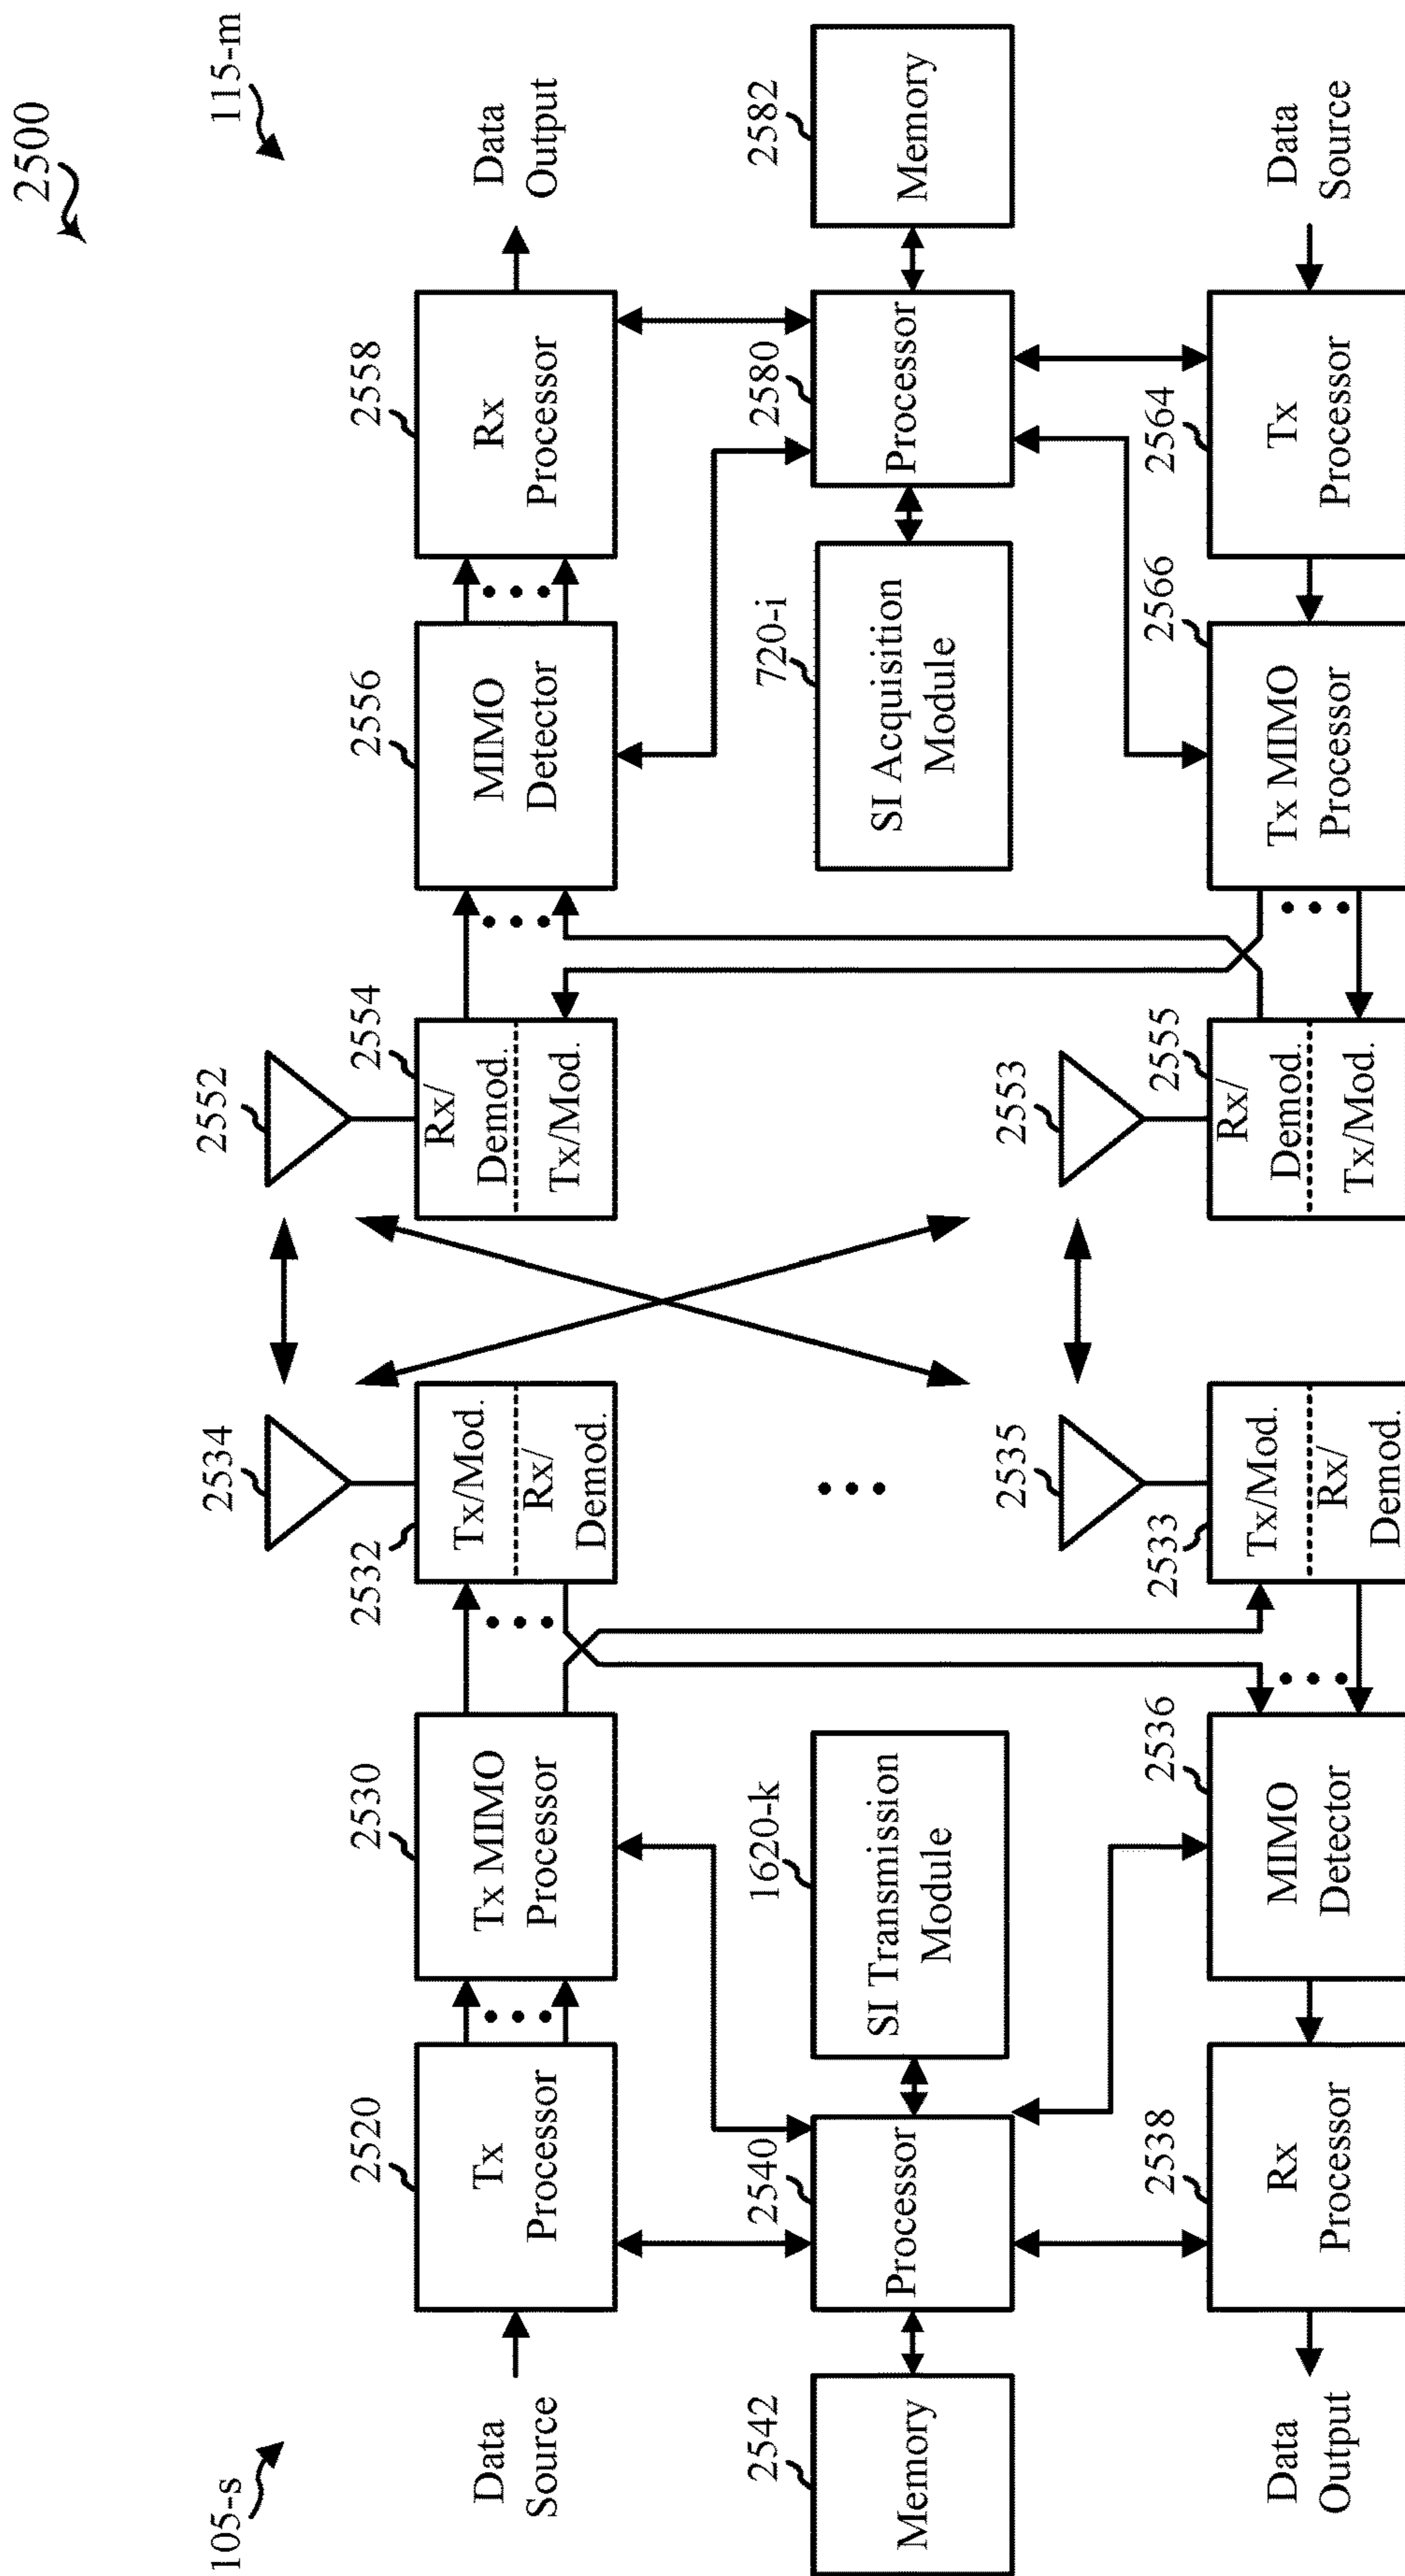 2500
105-s
115-m
2534
2552
2520
2530
2532
2554
2556
2558
Data
Source
Tx
Processor
Tx MIMO
Processor
Tx/Mod.
Rx/
Demod.
Rx/
Demod.
Tx/Mod.
MIMO
Detector
Rx
Processor
Data
Output
2542
2540
1620-k
720-i
2580
2582
Memory
Processor
SI Transmission
Module
SI Acquisition
Module
Processor
Memory
2535
2553
2538
2536
2533
2555
2566
2564
Data
Output
Rx
Processor
MIMO
Detector
Tx/Mod.
Rx/
Demod.
Rx/
Demod.
Tx/Mod.
Tx MIMO
Processor
Tx
Processor
Data
Source